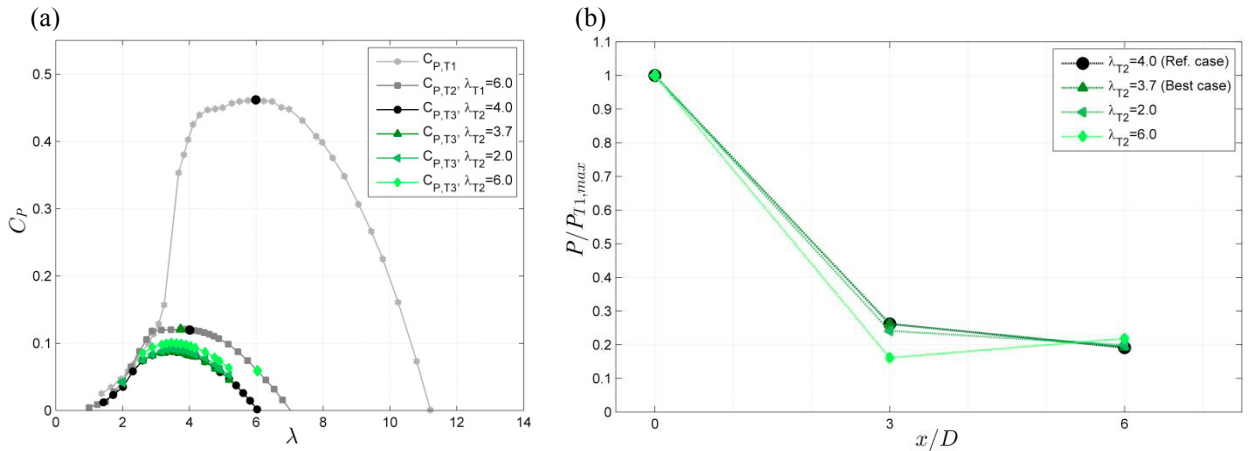 (a)
C_P
0.5
0.4
0.3
0.2
0.1
0
0 2 4 6 8 10 12 14
λ
C_P,T1
C_P,T2, λ_T1=6.0
C_P,T3, λ_T2=4.0
C_P,T3, λ_T2=3.7
C_P,T3, λ_T2=2.0
C_P,T3, λ_T2=6.0
(b)
P/P_T1,max
1.1
1
0.9
0.8
0.7
0.6
0.5
0.4
0.3
0.2
0.1
0
0 3 6
x/D
λ_T2=4.0 (Ref. case)
λ_T2=3.7 (Best case)
λ_T2=2.0
λ_T2=6.0